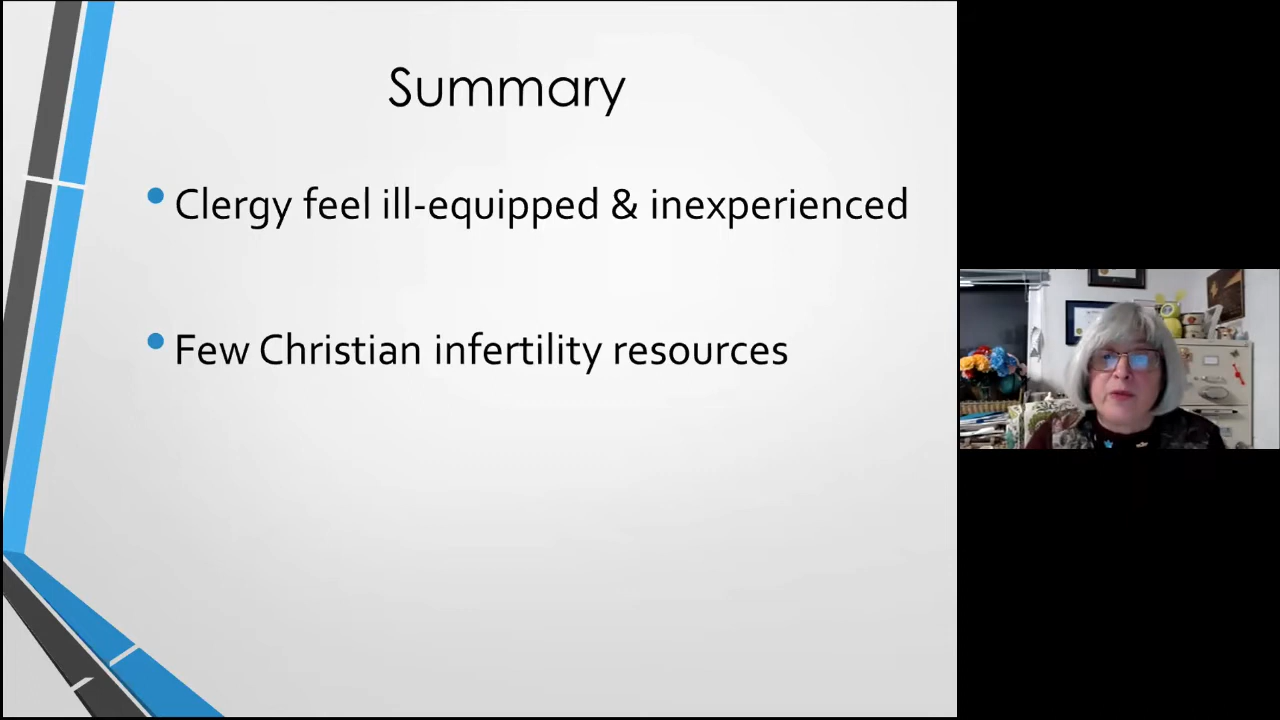 Summary
Clergy feel ill-equipped & inexperienced
Few Christian infertility resources